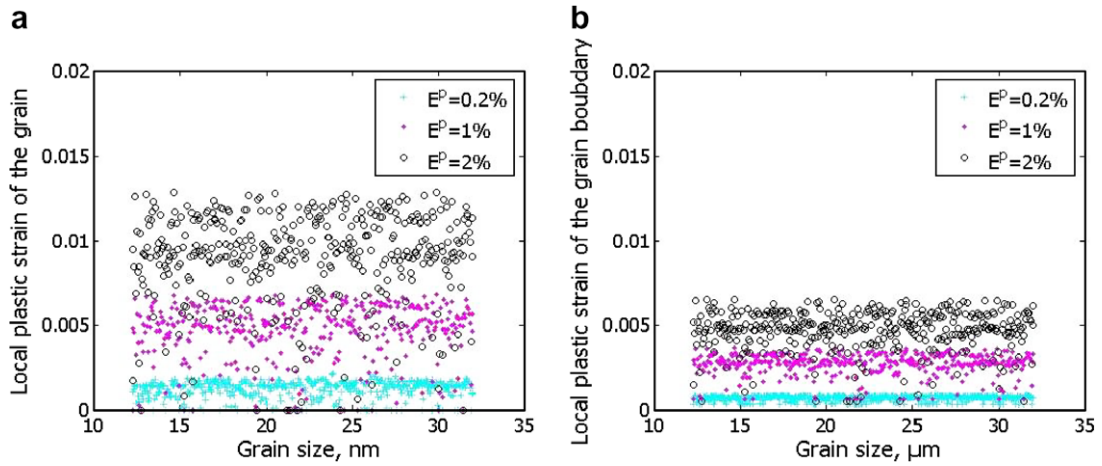 a
Local plastic strain of the grain
0.02
0.015
0.01
0.005
0
10
15
20
25
30
35
Grain size, nm
E^p=0.2%
E^p=1%
E^p=2%
b
Local plastic strain of the grain boubdary
0.02
0.015
0.01
0.005
0
10
15
20
25
30
35
Grain size, μm
E^p=0.2%
E^p=1%
E^p=2%